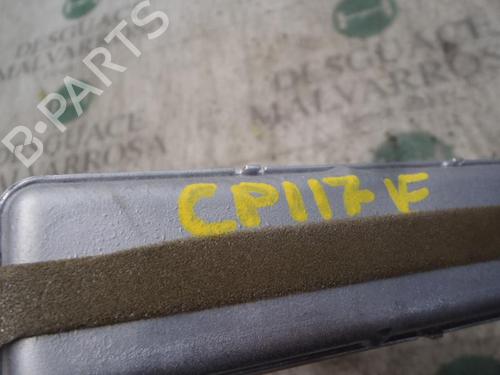 DESGUACE
MALVARROSA
DESGUACE
MALVARROSA
B-PARTS
CP117 V